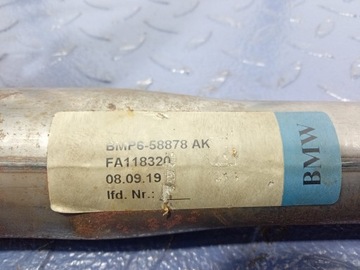 BMP6-58878 AK
FA118320
08.09.19
lfd. Nr.:
BMW